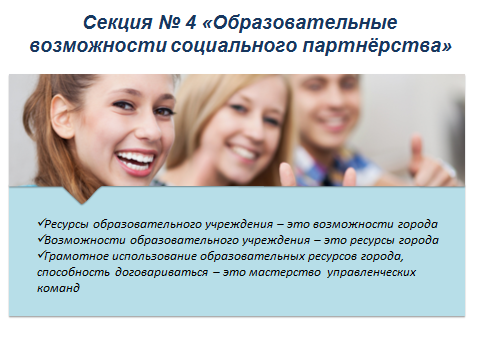 Секция № 4 «Образовательные
возможности социального партнёрства»
✓Ресурсы образовательного учреждения – это возможности города
✓Возможности образовательного учреждения – это ресурсы города
✓Грамотное использование образовательных ресурсов города,
способность договариваться – это мастерство управленческих
команд